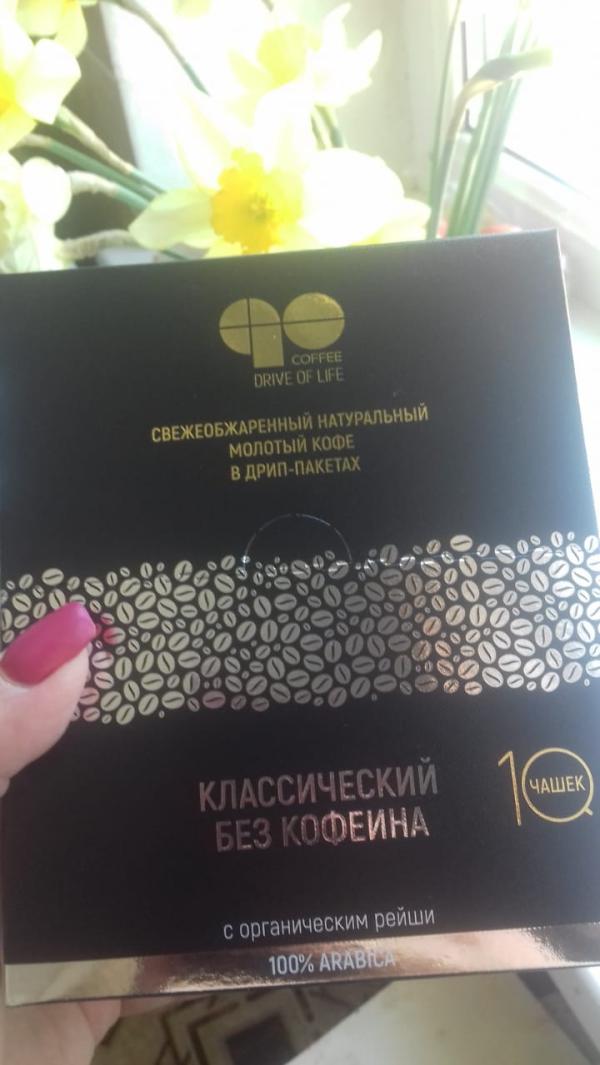 COFFEE
DRIVE OF LIFE
СВЕЖЕОБЖАРЕННЫЙ НАТУРАЛЬНЫЙ
МОЛОТЫЙ КОФЕ
В ДРИП-ПАКЕТАХ
КЛАССИЧЕСКИЙ
БЕЗ КОФЕИНА
10 ЧАШЕК
с органическим рейши
100% ARABICA